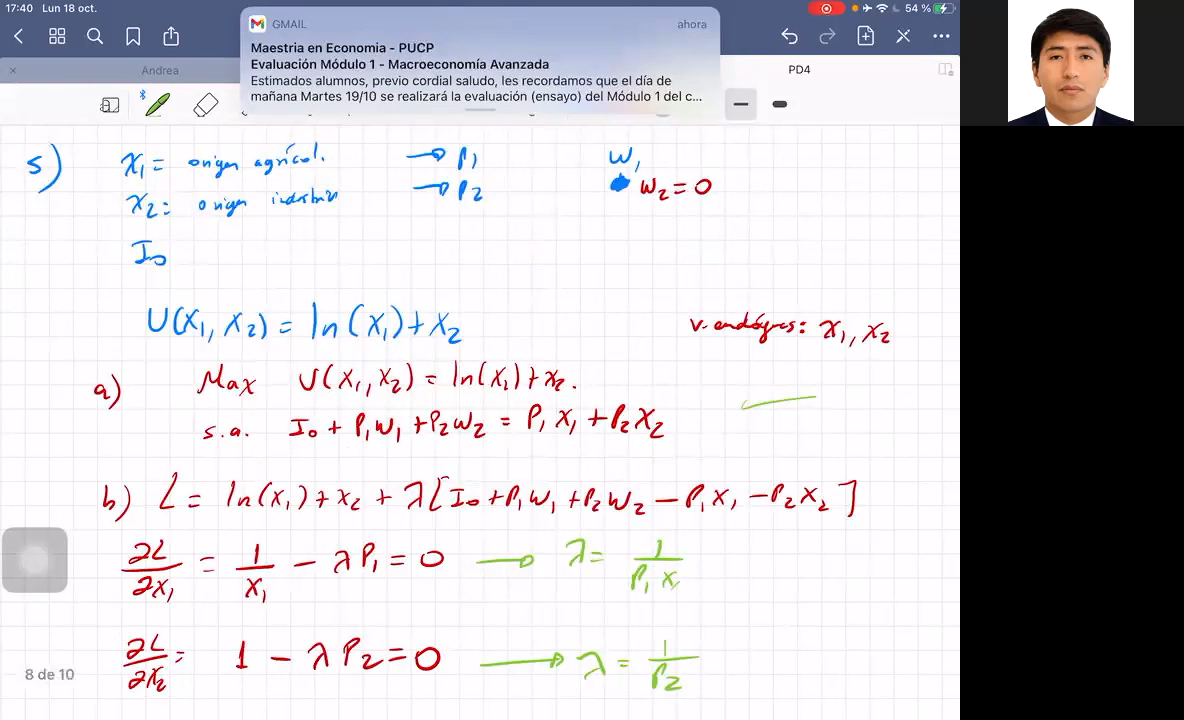 17:40 Lun 18 oct. 54 %
GMAIL ahora
Maestria en Economia - PUCP
Evaluación Módulo 1 - Macroeconomía Avanzada
Estimados alumnos, previo cordial saludo, les recordamos que el día de
mañana Martes 19/10 se realizará la evaluación (ensayo) del Módulo 1 del c...
Andrea PD4
5) x₁ = origen agrícol. → P₁ W₁
x₂ = origen → P₂ W₂ = 0
I₀
U(x₁, x₂) = ln(x₁) + x₂
v. endógenas: x₁, x₂
a) Max U(x₁, x₂) = ln(x₁) + x₂.
s.a. I₀ + P₁W₁ + P₂W₂ = P₁x₁ + P₂x₂
b) L = ln(x₁) + x₂ + λ[I₀ + P₁W₁ + P₂W₂ − P₁x₁ − P₂x₂]
∂L/∂x₁ = 1/x₁ − λP₁ = 0 → λ = 1/P₁x₁
∂L/∂x₂ = 1 − λP₂ = 0 → λ = 1/P₂
8 de 10